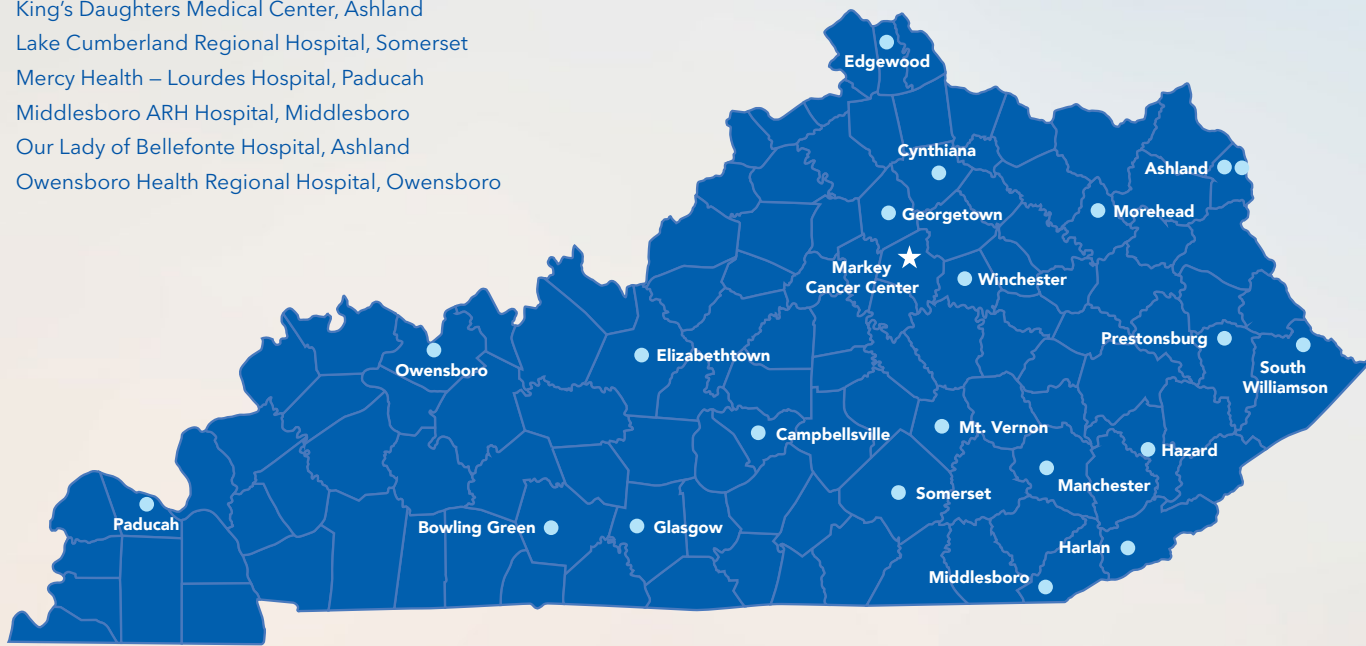 King's Daughters Medical Center, Ashland
Lake Cumberland Regional Hospital, Somerset
Mercy Health – Lourdes Hospital, Paducah
Middlesboro ARH Hospital, Middlesboro
Our Lady of Bellefonte Hospital, Ashland
Owensboro Health Regional Hospital, Owensboro
Edgewood
Cynthiana
Ashland
Georgetown
Morehead
Markey
Cancer Center
Winchester
Prestonsburg
Elizabethtown
Owensboro
South
Williamson
Campbellsville
Mt. Vernon
Hazard
Manchester
Somerset
Paducah
Bowling Green
Glasgow
Harlan
Middlesboro